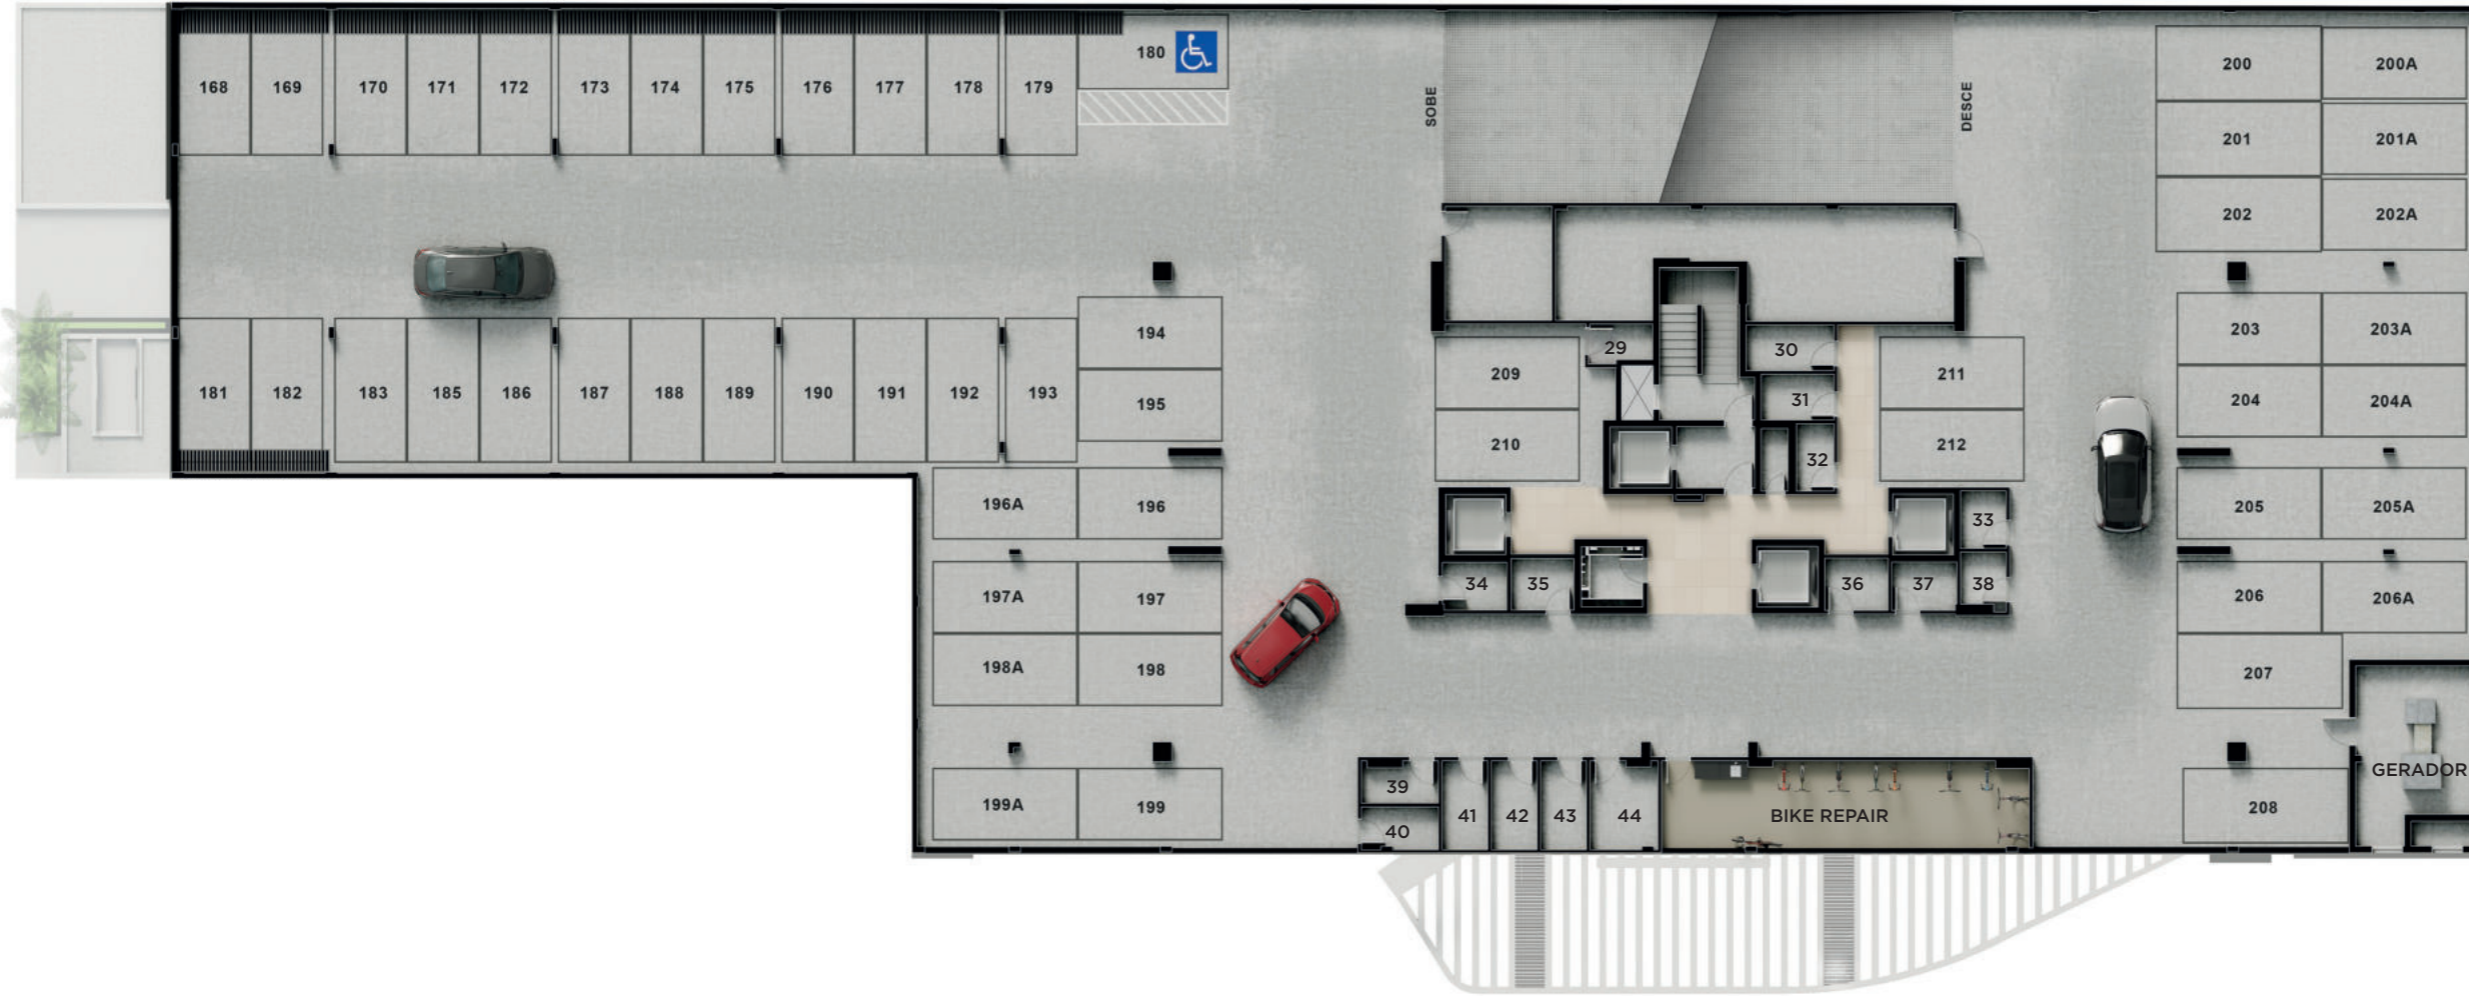 180
200 200A
168 169 170 171 172 173 174 175 176 177 178 179
SOBE
DESCE
201 201A
202 202A
194
203 203A
29
30
209
211
181 182 183 185 186 187 188 189 190 191 192 193
195
31
204 204A
210
212
32
196A 196
205 205A
33
34 35
36 37 38
197A 197
206 206A
198A 198
207
GERADOR
39
199A 199
208
41 42 43 44
BIKE REPAIR
40